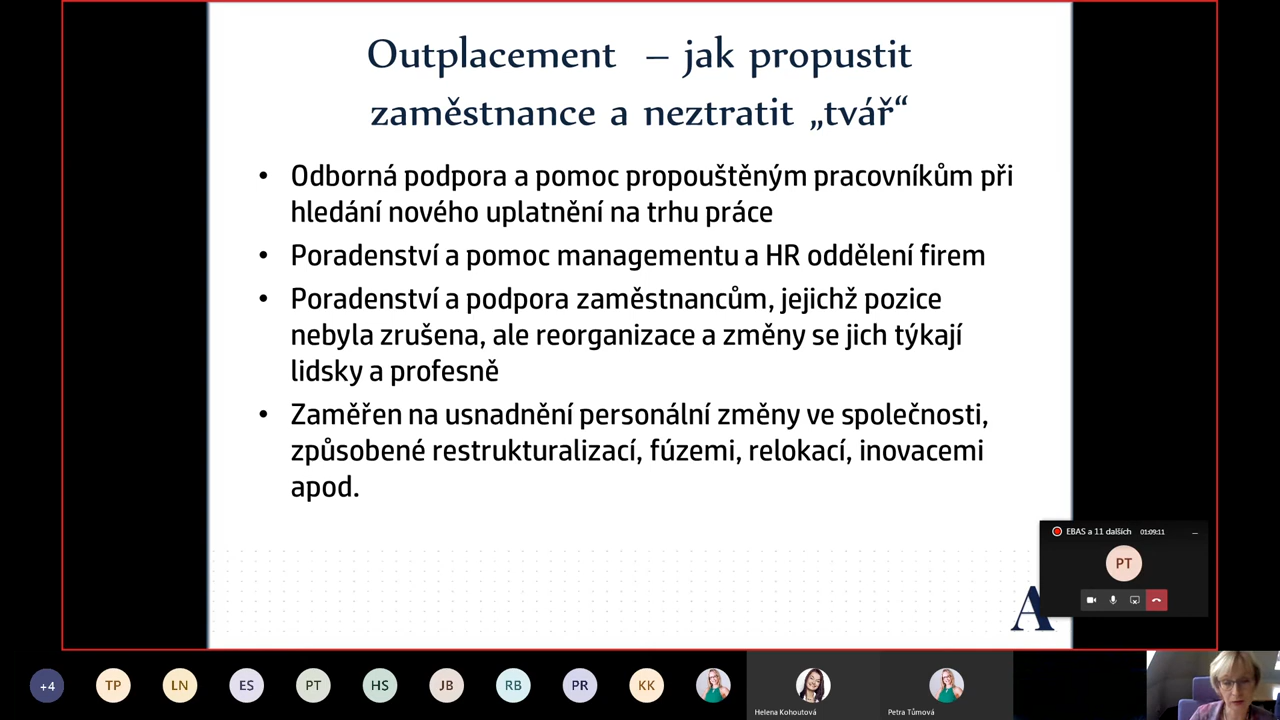 Outplacement – jak propustit
zaměstnance a neztratit „tvář“
• Odborná podpora a pomoc propouštěným pracovníkům při
hledání nového uplatnění na trhu práce
• Poradenství a pomoc managementu a HR oddělení firem
• Poradenství a podpora zaměstnancům, jejichž pozice
nebyla zrušena, ale reorganizace a změny se jich týkají
lidsky a profesně
• Zaměřen na usnadnění personální změny ve společnosti,
způsobené restrukturalizací, fúzemi, relokací, inovacemi
apod.
EBAS a 11 dalších 01:09:11
PT
A
+4 TP LN ES PT HS JB RB PR KK
Helena Kohoutová Petra Tůmová